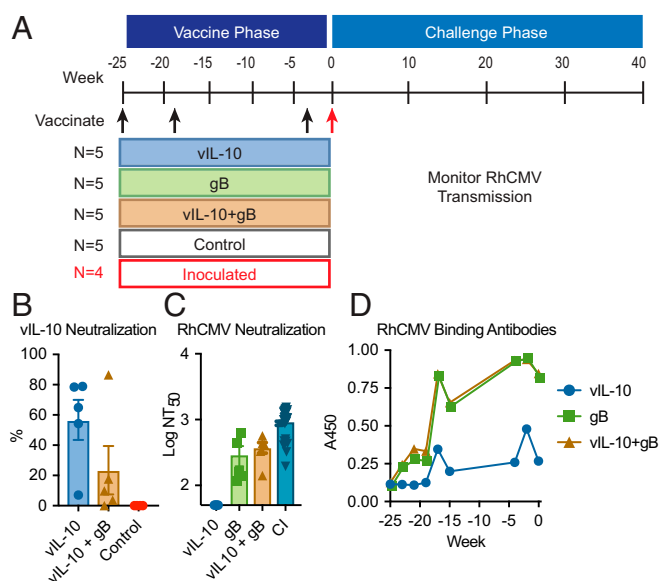 A
Vaccine Phase
Challenge Phase
Week
-25
-20
-15
-10
-5
0
10
20
30
40
Vaccinate
N=5
vIL-10
N=5
gB
N=5
vIL-10+gB
N=5
Control
N=4
Inoculated
Monitor RhCMV
Transmission
B
vIL-10 Neutralization
%
100
80
60
40
20
0
vIL-10
vIL-10 + gB
Control
C
RhCMV Neutralization
Log NT50
4
3
2
vIL-10
gB
vIL10 + gB
CI
D
RhCMV Binding Antibodies
A450
1.00
0.75
0.50
0.25
0.00
-25
-20
-15
-10
-5
0
Week
vIL-10
gB
vIL-10+gB